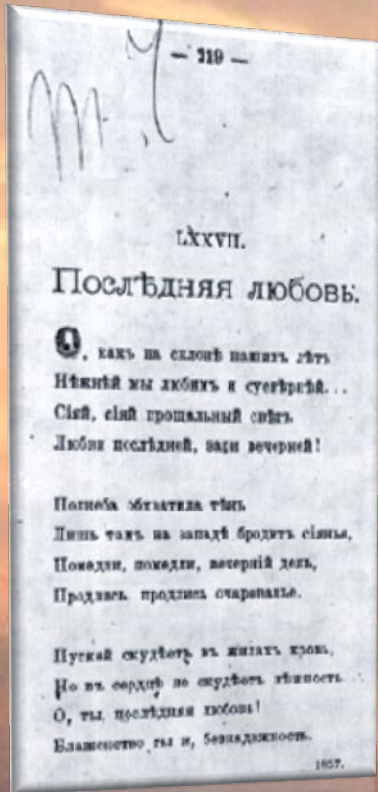 — 219 —
LXXVII.
Послѣдняя любовь.
О, какъ на склонѣ нашихъ лѣтъ
Нѣжнѣй мы любимъ и суевѣрнѣй...
Сіяй, сіяй прощальный свѣтъ
Любви послѣдней, зари вечерней!
Полнеба обхватила тѣнь
Лишь тамъ на западѣ бродитъ сіянье,
Помедли, помедли, вечерній день,
Продлись продлись очарованье.
Пускай скудѣетъ въ жилахъ кровь,
Но въ сердцѣ не скудѣетъ нѣжность...
О, ты послѣдняя любовь!
Блаженство ты и, безнадежность.
1857.